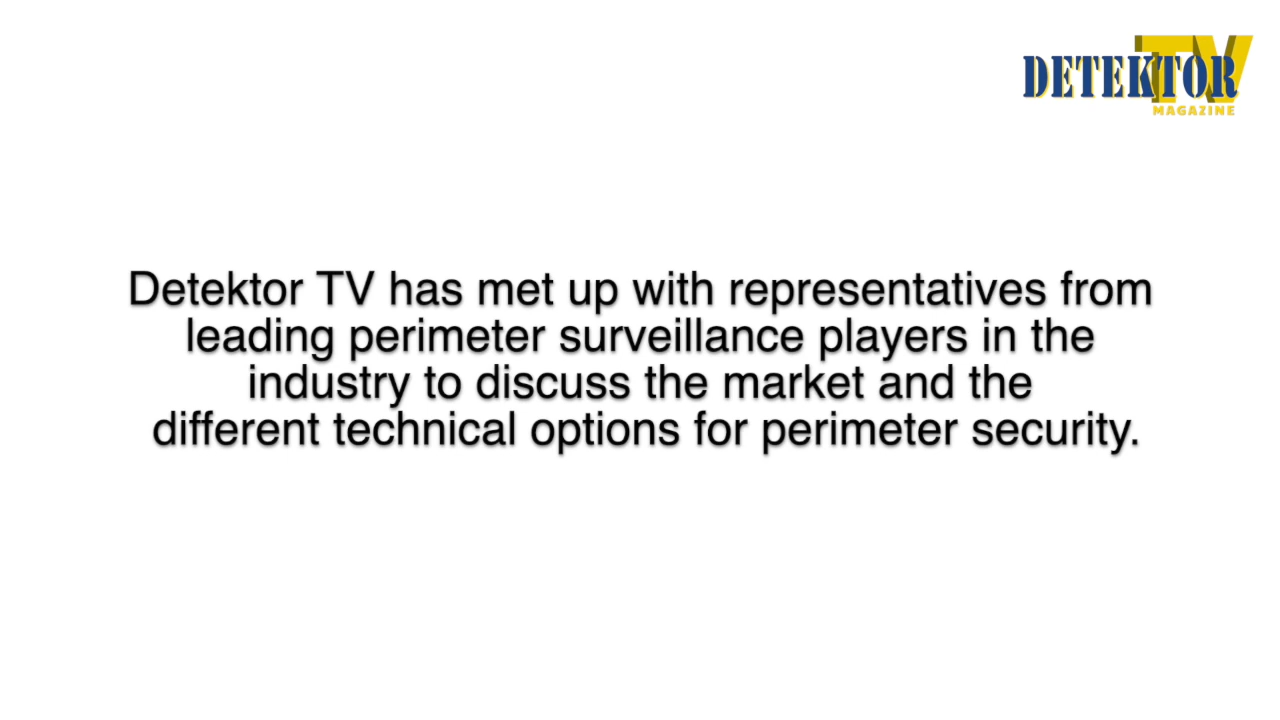 TV
DETEKTOR
MAGAZINE
Detektor TV has met up with representatives from
leading perimeter surveillance players in the
industry to discuss the market and the
different technical options for perimeter security.